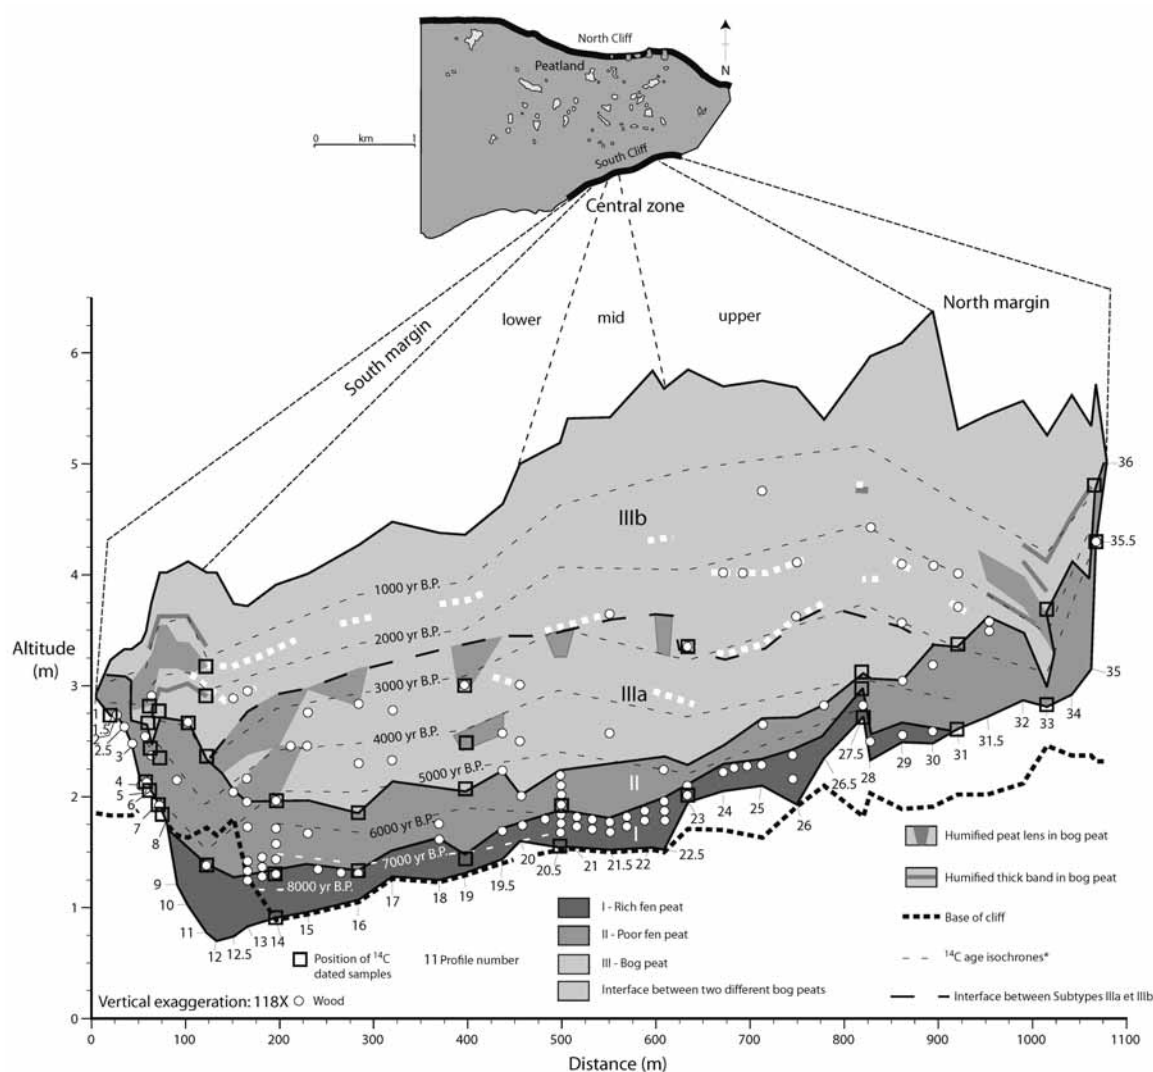 North Cliff
Peatland
N
0 km 1
South Cliff
Central zone
North margin
South margin
lower mid upper
6
5
4
3
2
1
0
Altitude
(m)
IIIb
IIIa
II
I
1000 yr B.P.
2000 yr B.P.
3000 yr B.P.
4000 yr B.P.
5000 yr B.P.
6000 yr B.P.
7000 yr B.P.
8000 yr B.P.
1
1.5
2
2.5
3
4
5
6
7
8
9
10
11
12
12.5
13
14
15
16
17
18
19
19.5
20
20.5
21
21.5
22
22.5
23
24
25
26
26.5
27.5
28
29
30
31
31.5
32
33
34
35
35.5
36
Humified peat lens in bog peat
Humified thick band in bog peat
Base of cliff
14C age isochrones*
Interface between Subtypes IIIa et IIIb
I - Rich fen peat
II - Poor fen peat
III - Bog peat
Interface between two different bog peats
Position of 14C
dated samples
11 Profile number
Wood
Vertical exaggeration: 118X
0 100 200 300 400 500 600 700 800 900 1000 1100
Distance (m)